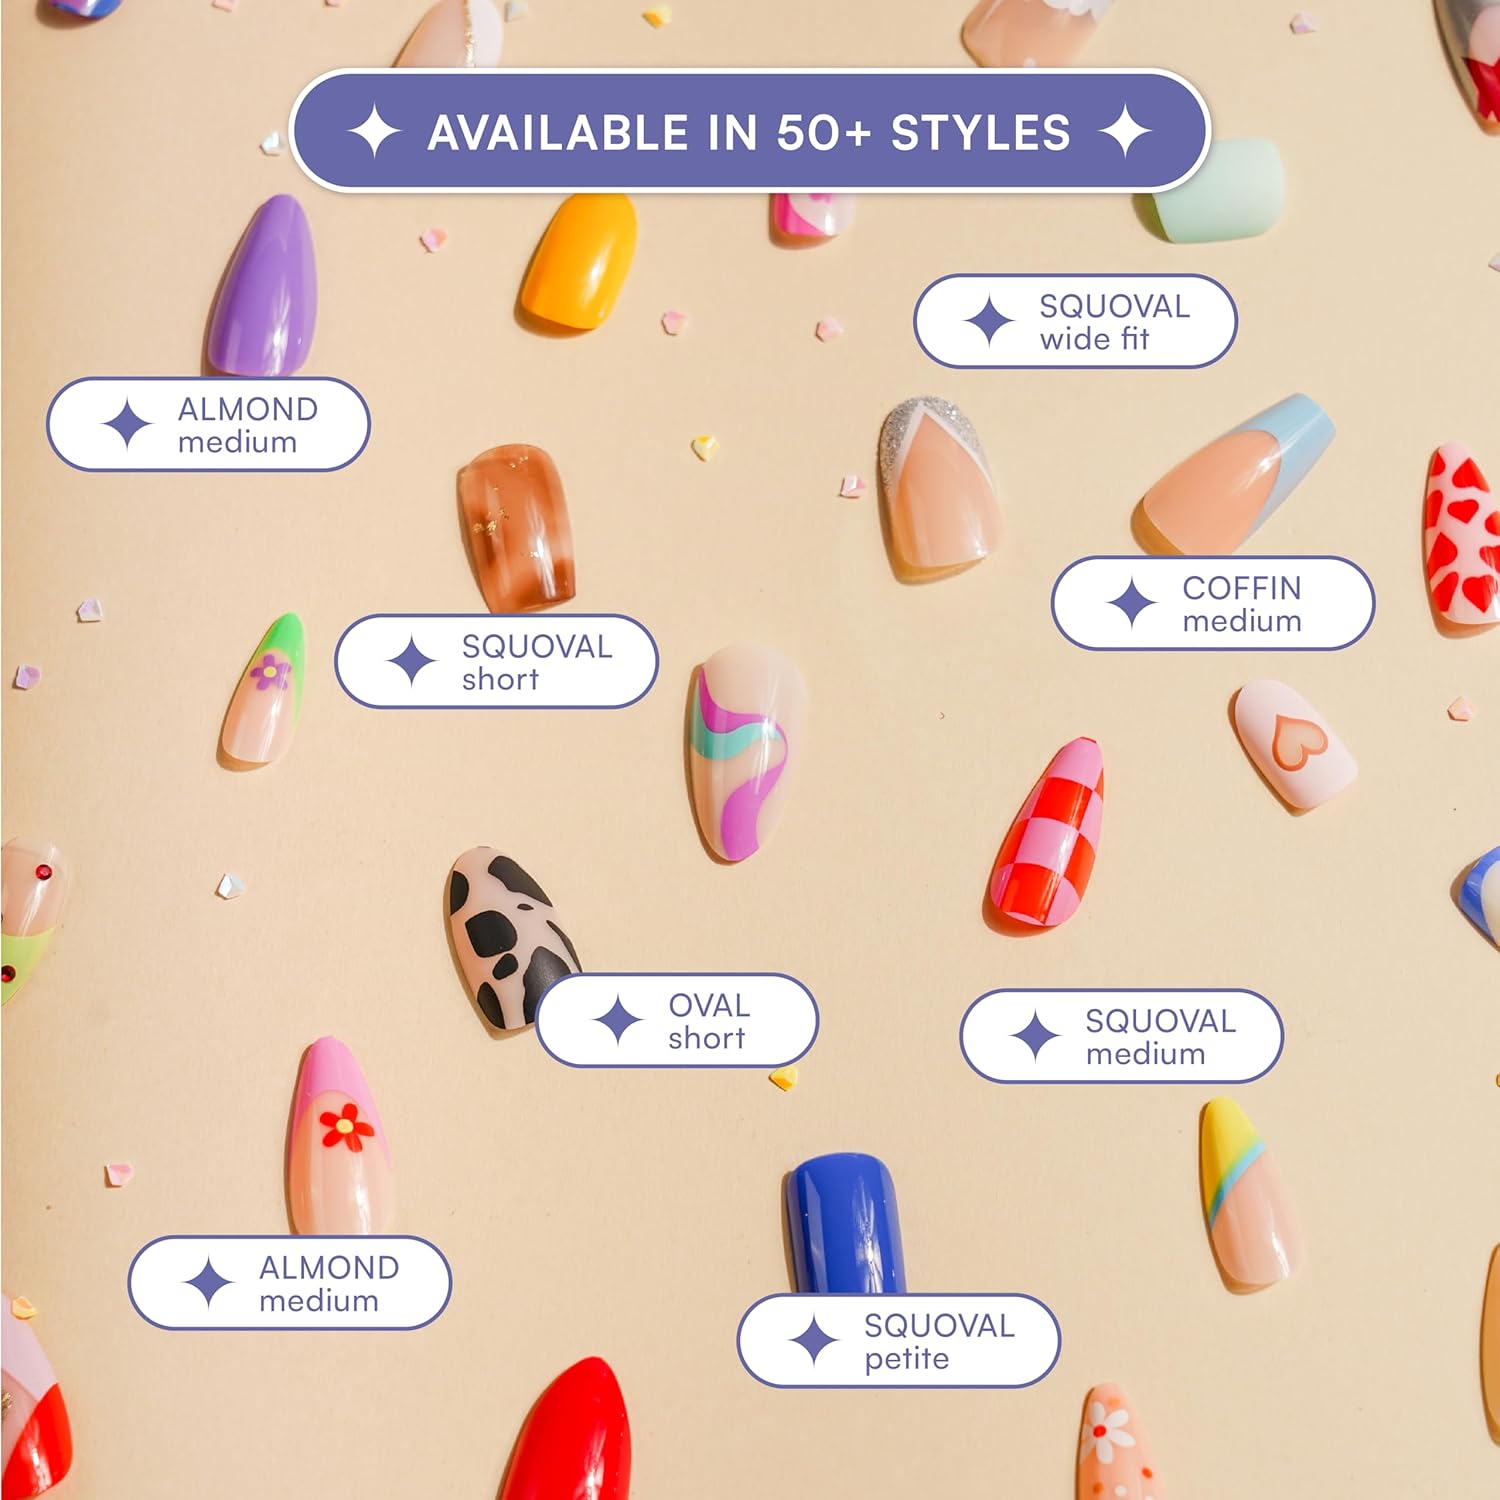 AVAILABLE IN 50+ STYLES
SQUOVAL
wide fit
ALMOND
medium
COFFIN
medium
SQUOVAL
short
OVAL
short
SQUOVAL
medium
ALMOND
medium
SQUOVAL
petite